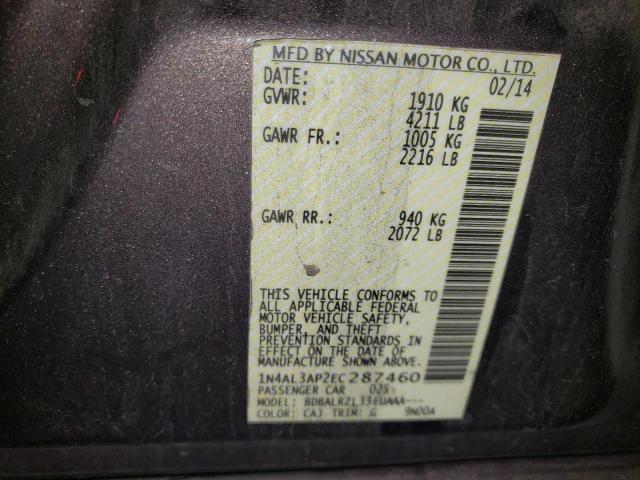 MFD BY NISSAN MOTOR CO., LTD.
DATE: 02/14
GVWR: 1910 KG
4211 LB
GAWR FR.: 1005 KG
2216 LB
GAWR RR.: 940 KG
2072 LB
THIS VEHICLE CONFORMS TO
ALL APPLICABLE FEDERAL
MOTOR VEHICLE SAFETY,
BUMPER, AND THEFT
PREVENTION STANDARDS
IN EFFECT ON THE DATE OF
MANUFACTURE SHOWN ABOVE.
1N4AL3AP2EC287460
PASSENGER CAR 025
MODEL: BDBALRZL33EUAAA---
COLOR: CAJ TRIM: G 9N00A